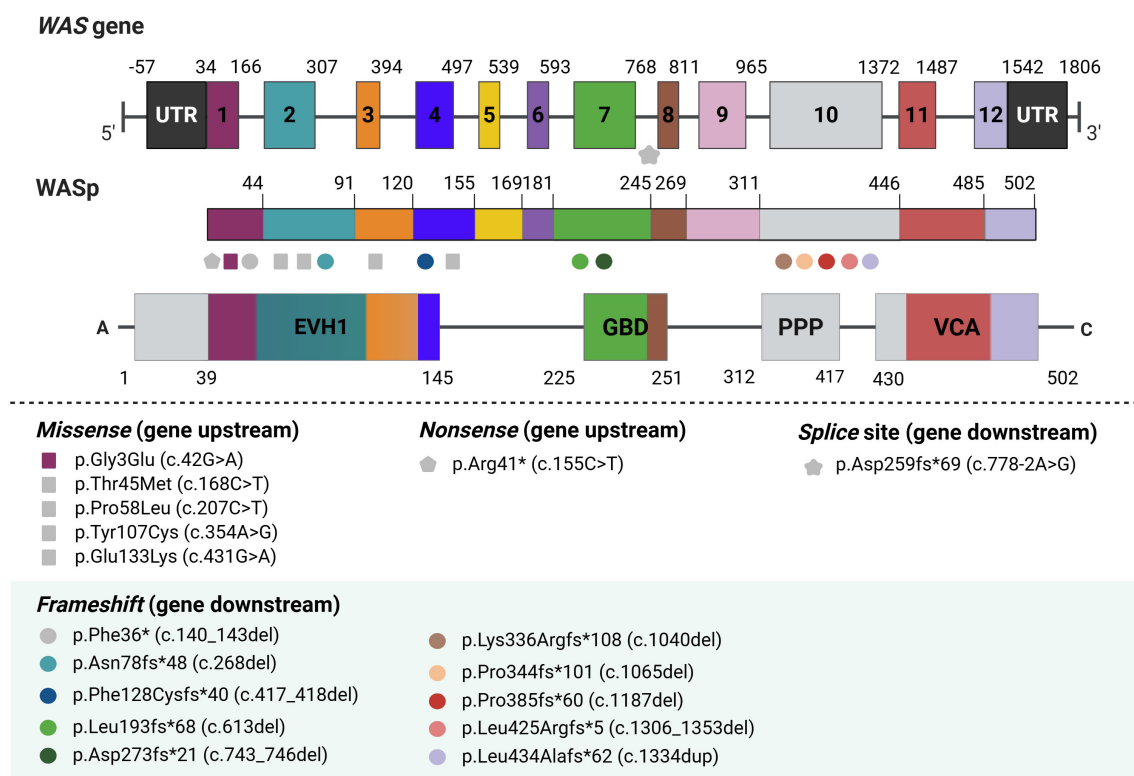 WAS gene
-57 34 166 307 394 497 539 593 768 811 965 1372 1487 1542 1806
5' UTR 1 2 3 4 5 6 7 8 9 10 11 12 UTR 3'
WASp 44 91 120 155 169 181 245 269 311 446 485 502
A EVH1 GBD PPP VCA C
1 39 145 225 251 312 417 430 502
Missense (gene upstream)
p.Gly3Glu (c.42G>A)
p.Thr45Met (c.168C>T)
p.Pro58Leu (c.207C>T)
p.Tyr107Cys (c.354A>G)
p.Glu133Lys (c.431G>A)
Nonsense (gene upstream)
p.Arg41* (c.155C>T)
Splice site (gene downstream)
p.Asp259fs*69 (c.778-2A>G)
Frameshift (gene downstream)
p.Phe36* (c.140_143del)
p.Asn78fs*48 (c.268del)
p.Phe128Cysfs*40 (c.417_418del)
p.Leu193fs*68 (c.613del)
p.Asp273fs*21 (c.743_746del)
p.Lys336Argfs*108 (c.1040del)
p.Pro344fs*101 (c.1065del)
p.Pro385fs*60 (c.1187del)
p.Leu425Argfs*5 (c.1306_1353del)
p.Leu434Alafs*62 (c.1334dup)